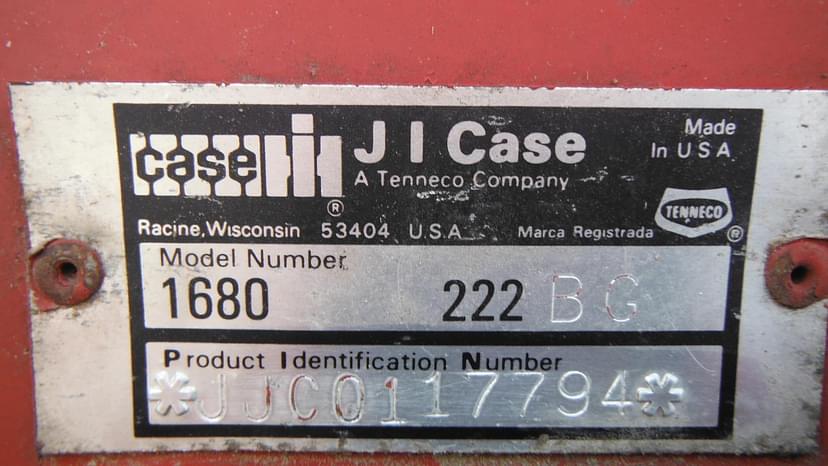 case IH ®
J I Case
A Tenneco Company
Made
In U S A
TENNECO ®
Racine, Wisconsin 53404 U.S.A. Marca Registrada
Model Number
1680 222 BG
Product Identification Number
*JJC0117794*